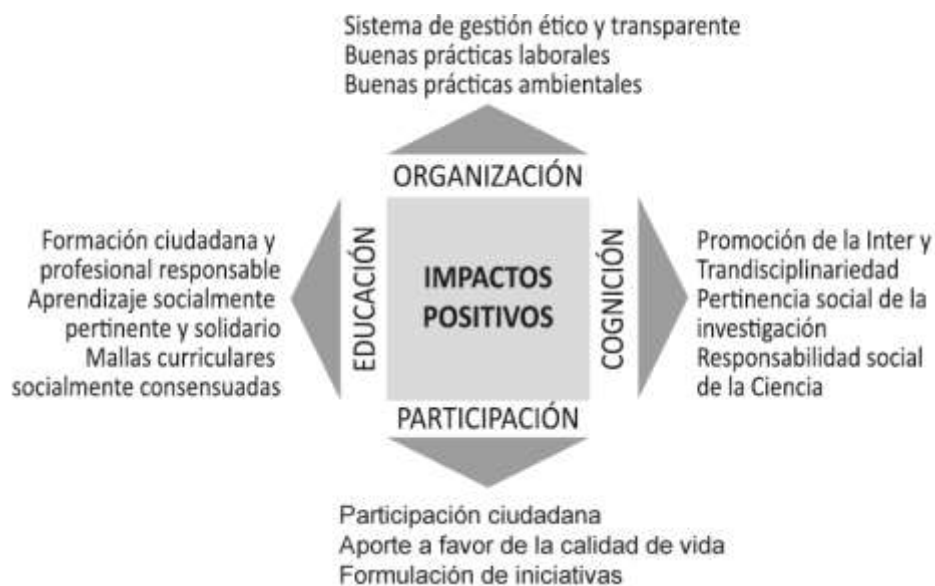 Sistema de gestión ético y transparente
Buenas prácticas laborales
Buenas prácticas ambientales
ORGANIZACIÓN
Formación ciudadana y
profesional responsable
Aprendizaje socialmente
pertinente y solidario
Mallas curriculares
socialmente consensuadas
EDUCACIÓN
IMPACTOS
POSITIVOS
COGNICIÓN
Promoción de la Inter y
Trandisciplinariedad
Pertinencia social de la
investigación
Responsabilidad social
de la Ciencia
PARTICIPACIÓN
Participación ciudadana
Aporte a favor de la calidad de vida
Formulación de iniciativas